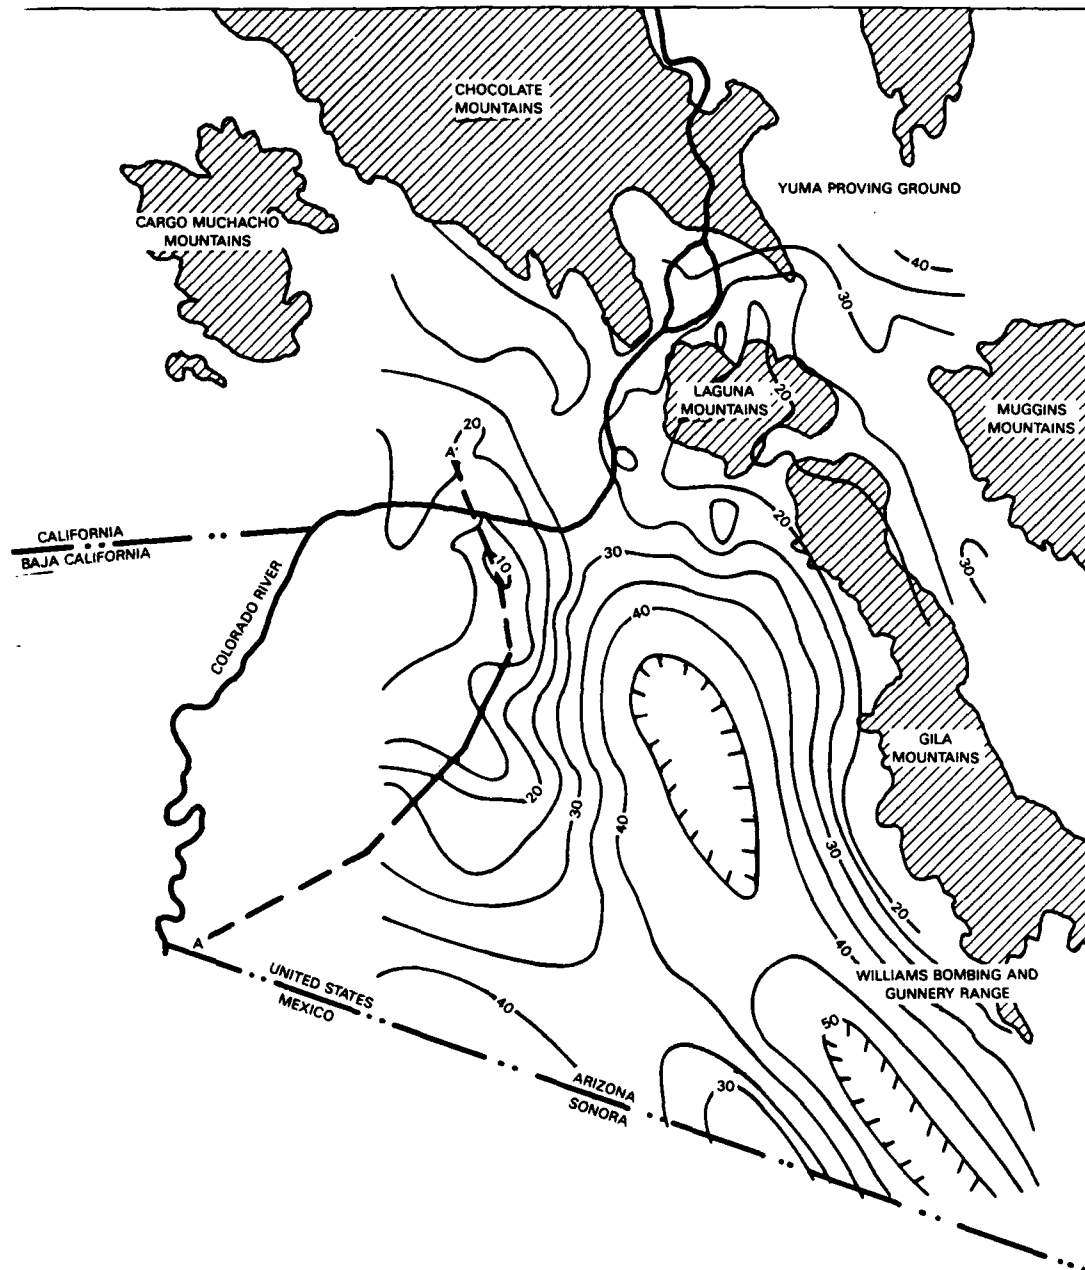 CHOCOLATE
MOUNTAINS
YUMA PROVING GROUND
CARGO MUCHACHO
MOUNTAINS
40
30
LAGUNA
MOUNTAINS
20
MUGGINS
MOUNTAINS
20
A'
20
CALIFORNIA
BAJA CALIFORNIA
30
10
30
COLORADO RIVER
40
GILA
MOUNTAINS
20
30
40
30
20
A
40
WILLIAMS BOMBING AND
GUNNERY RANGE
UNITED STATES
MEXICO
40
50
ARIZONA
SONORA
30